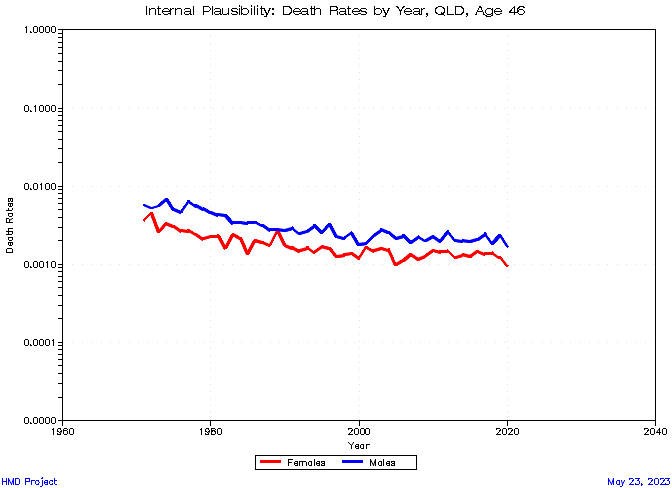 Internal Plausibility: Death Rates by Year, QLD, Age 46
1.0000
0.1000
0.0100
0.0010
0.0001
0.0000
Death Rates
1960
1980
2000
2020
2040
Year
Females
Males
HMD Project
May 23, 2023